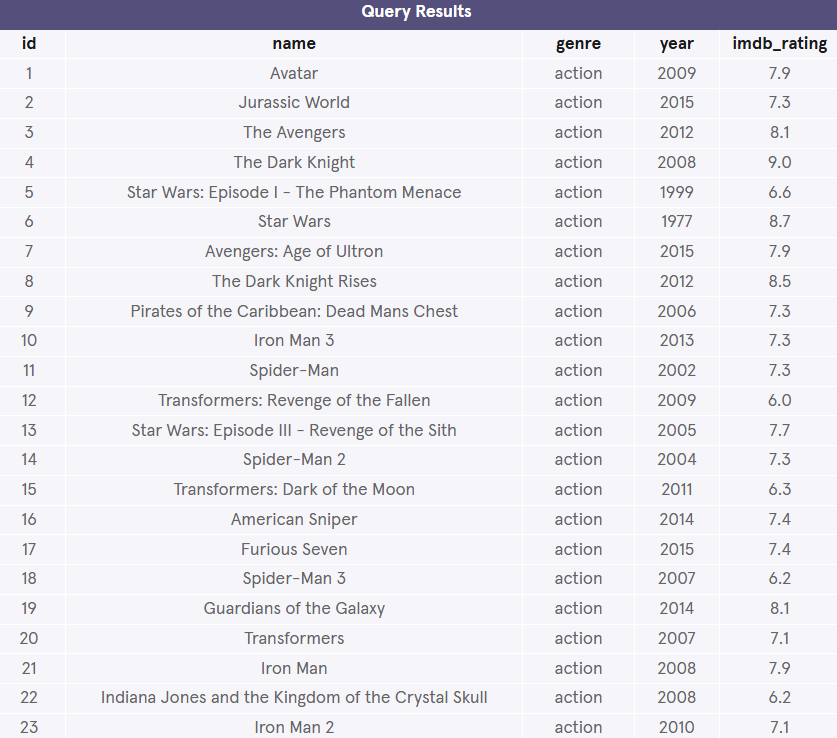 Query Results
id name genre year imdb_rating
1 Avatar action 2009 7.9
2 Jurassic World action 2015 7.3
3 The Avengers action 2012 8.1
4 The Dark Knight action 2008 9.0
5 Star Wars: Episode I - The Phantom Menace action 1999 6.6
6 Star Wars action 1977 8.7
7 Avengers: Age of Ultron action 2015 7.9
8 The Dark Knight Rises action 2012 8.5
9 Pirates of the Caribbean: Dead Mans Chest action 2006 7.3
10 Iron Man 3 action 2013 7.3
11 Spider-Man action 2002 7.3
12 Transformers: Revenge of the Fallen action 2009 6.0
13 Star Wars: Episode III - Revenge of the Sith action 2005 7.7
14 Spider-Man 2 action 2004 7.3
15 Transformers: Dark of the Moon action 2011 6.3
16 American Sniper action 2014 7.4
17 Furious Seven action 2015 7.4
18 Spider-Man 3 action 2007 6.2
19 Guardians of the Galaxy action 2014 8.1
20 Transformers action 2007 7.1
21 Iron Man action 2008 7.9
22 Indiana Jones and the Kingdom of the Crystal Skull action 2008 6.2
23 Iron Man 2 action 2010 7.1